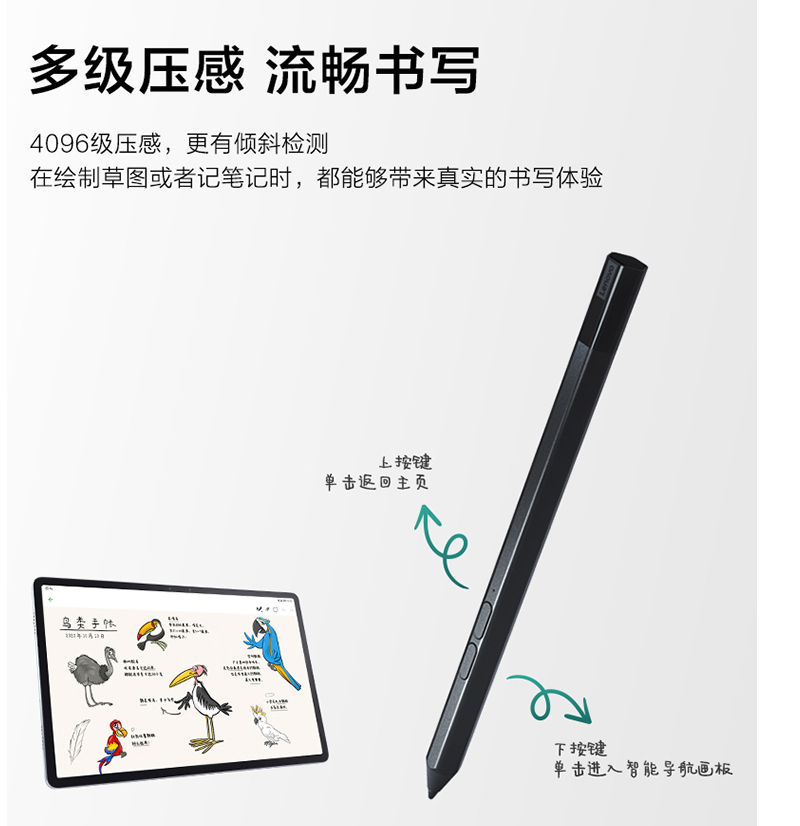 多级压感 流畅书写
4096级压感，更有倾斜检测
在绘制草图或者记笔记时，都能够带来真实的书写体验
Lenovo
上按键
单击返回主页
鸟类手帐
下按键
单击进入智能导航画板